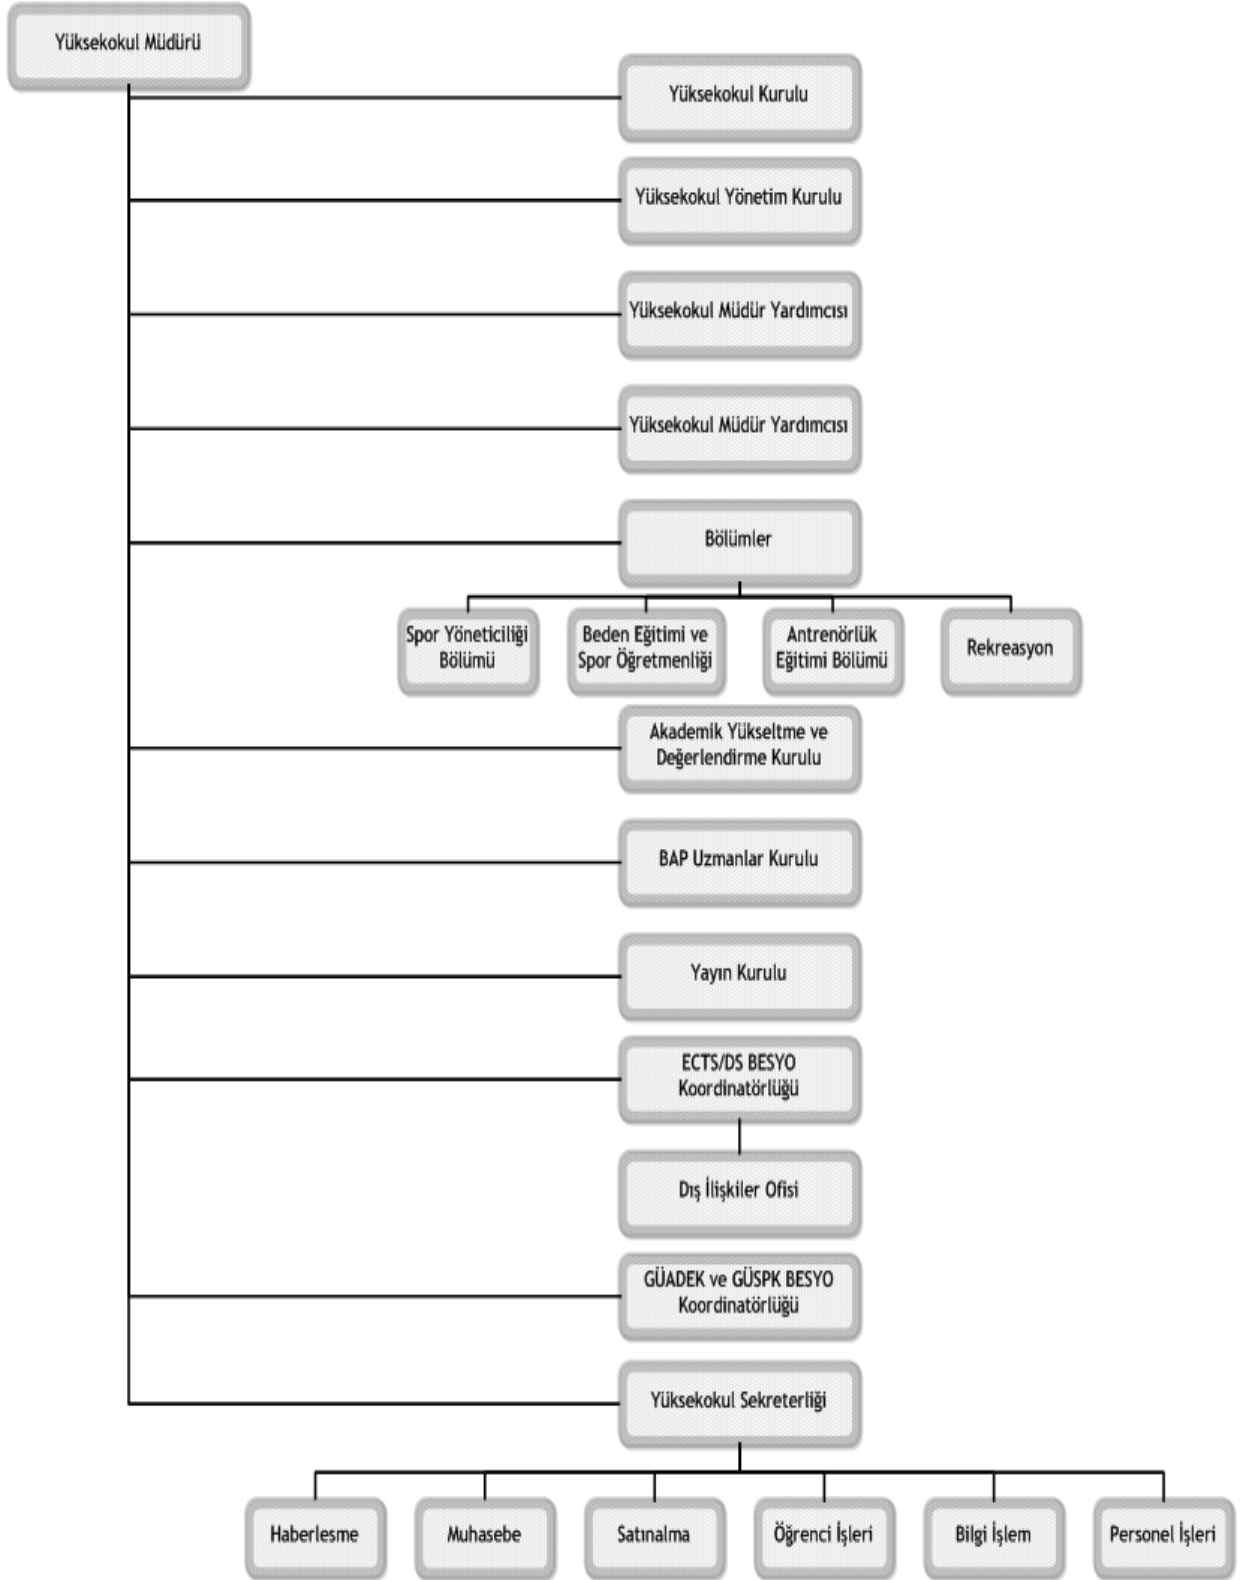 Yüksekokul Müdürü
Yüksekokul Kurulu
Yüksekokul Yönetim Kurulu
Yüksekokul Müdür Yardımcısı
Yüksekokul Müdür Yardımcısı
Bölümler
Spor Yöneticiliği
Bölümü
Beden Eğitimi ve
Spor Öğretmenliği
Antrenörlük
Eğitimi Bölümü
Rekreasyon
Akademik Yükseltme ve
Değerlendirme Kurulu
BAP Uzmanlar Kurulu
Yayın Kurulu
ECTS/DS BESYO
Koordinatörlüğü
Dış İlişkiler Ofisi
GÜADEK ve GÜSPK BESYO
Koordinatörlüğü
Yüksekokul Sekreterliği
Haberlesme
Muhasebe
Satınalma
Öğrenci İşleri
Bilgi İşlem
Personel İşleri